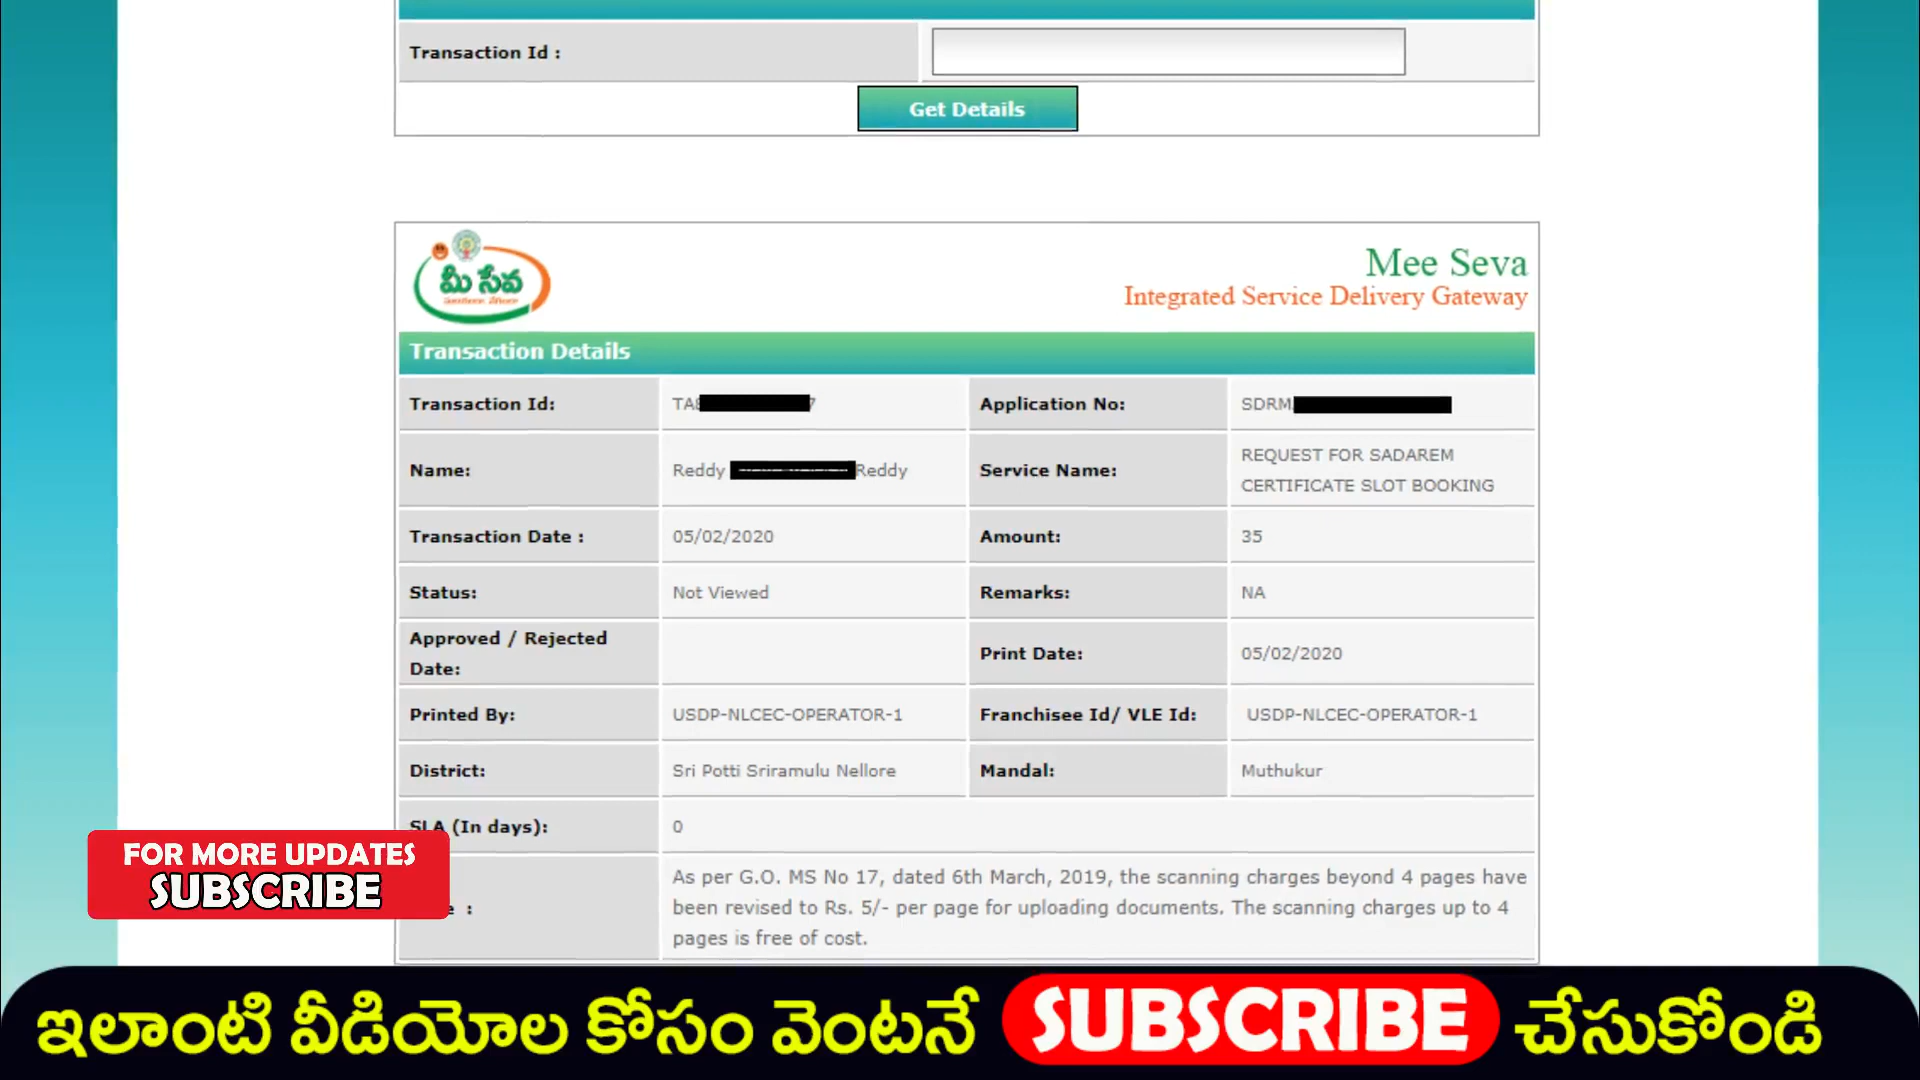 Transaction Id :
Get Details
మీ సేవ
Mee Seva
Integrated Service Delivery Gateway
Transaction Details
Transaction Id: TA Application No: SDRM
Name: Reddy Reddy Service Name: REQUEST FOR SADAREM
CERTIFICATE SLOT BOOKING
Transaction Date : 05/02/2020 Amount: 35
Status: Not Viewed Remarks: NA
Approved / Rejected
Date: Print Date: 05/02/2020
Printed By: USDP-NLCEC-OPERATOR-1 Franchisee Id/ VLE Id: USDP-NLCEC-OPERATOR-1
District: Sri Potti Sriramulu Nellore Mandal: Muthukur
SLA (In days): 0
FOR MORE UPDATES
SUBSCRIBE
As per G.O. MS No 17, dated 6th March, 2019, the scanning charges beyond 4 pages have
been revised to Rs. 5/- per page for uploading documents. The scanning charges up to 4
pages is free of cost.
ఇలాంటి వీడియోల కోసం వెంటనే SUBSCRIBE చేసుకోండి